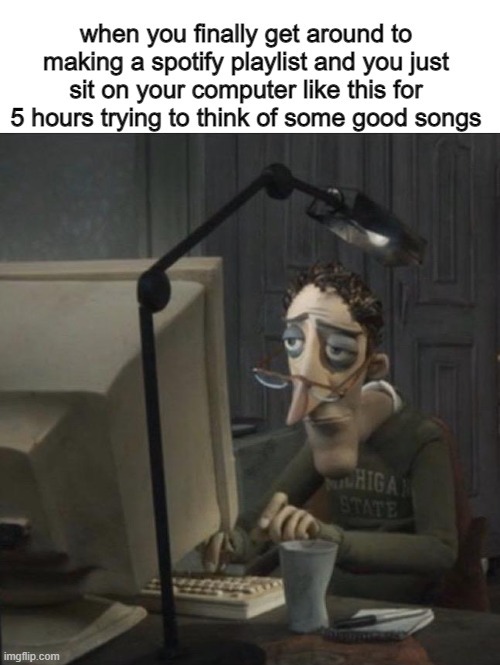 when you finally get around to
making a spotify playlist and you just
sit on your computer like this for
5 hours trying to think of some good songs
MICHIGAN
STATE
imgflip.com